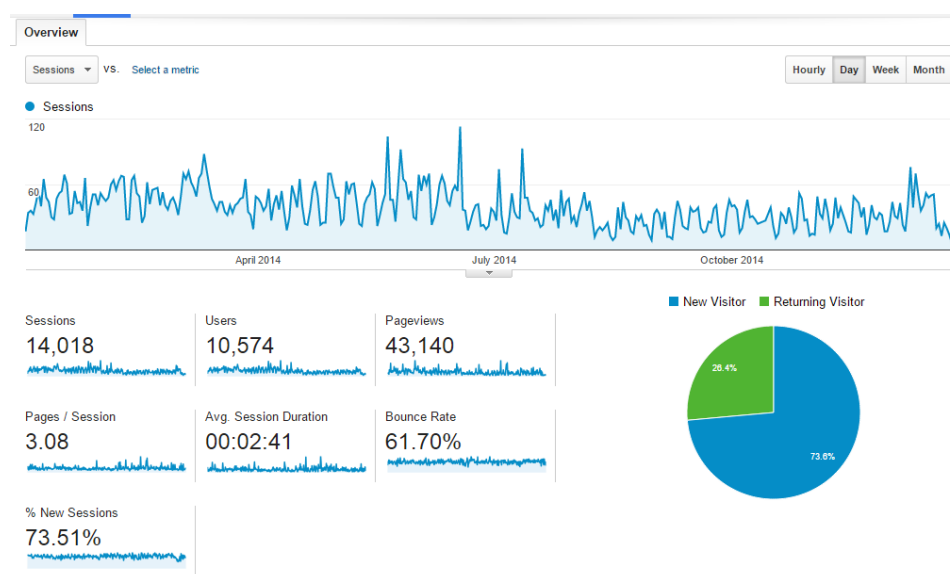 Overview
Sessions VS. Select a metric
Hourly Day Week Month
Sessions
120
60
April 2014 July 2014 October 2014
New Visitor Returning Visitor
Sessions Users Pageviews
14,018 10,574 43,140
Pages / Session Avg. Session Duration Bounce Rate
3.08 00:02:41 61.70%
% New Sessions
73.51%
26.4%
73.6%